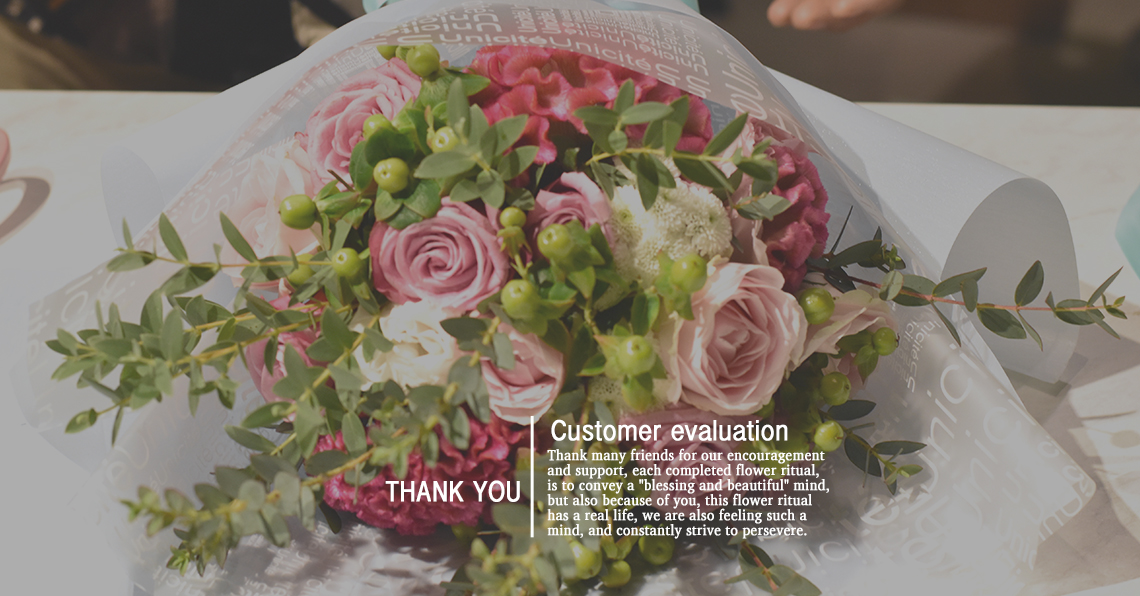 Unicité Unicité
THANK YOU
Customer evaluation
Thank many friends for our encouragement
and support, each completed flower ritual,
is to convey a "blessing and beautiful" mind,
but also because of you, this flower ritual
has a real life, we are also feeling such a
mind, and constantly strive to persevere.